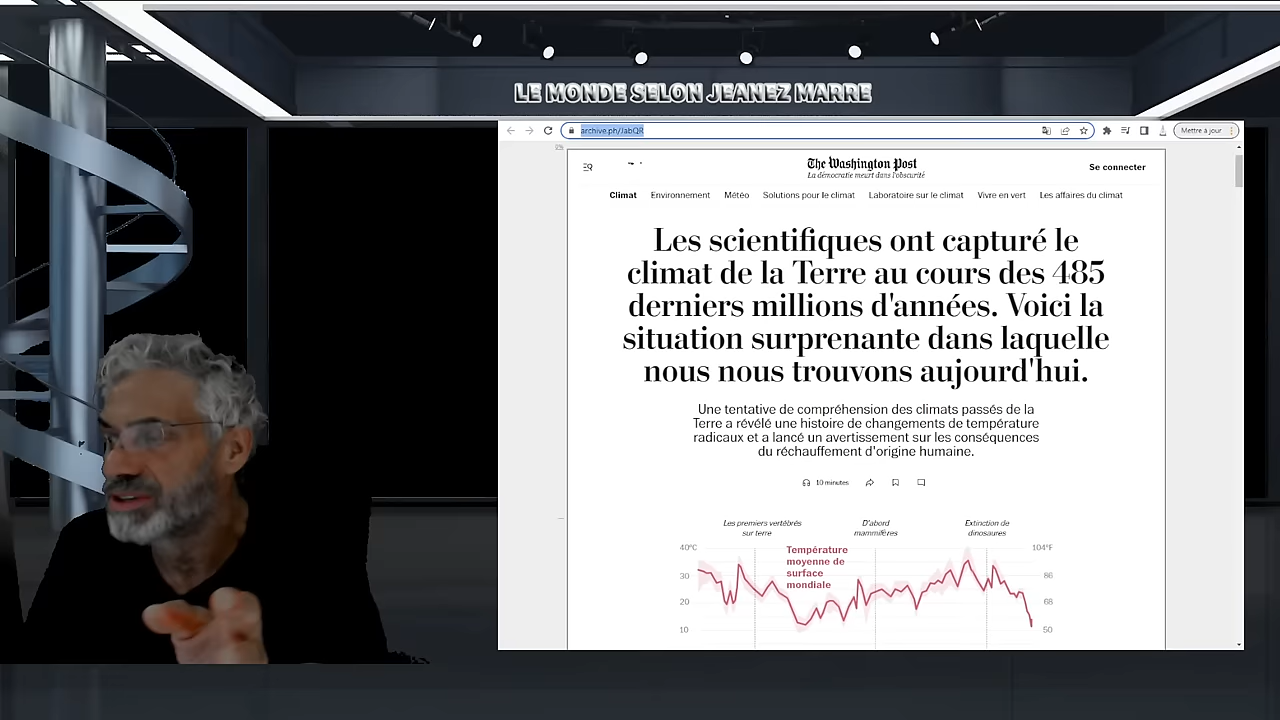 LE MONDE SELON JEANEZ MARRE
archive.ph/JabQR
Mettre à jour
0%
The Washington Post
La démocratie meurt dans l'obscurité
Se connecter
Climat Environnement Météo Solutions pour le climat Laboratoire sur le climat Vivre en vert Les affaires du climat
Les scientifiques ont capturé le
climat de la Terre au cours des 485
derniers millions d'années. Voici la
situation surprenante dans laquelle
nous nous trouvons aujourd'hui.
Une tentative de compréhension des climats passés de la
Terre a révélé une histoire de changements de température
radicaux et a lancé un avertissement sur les conséquences
du réchauffement d'origine humaine.
10 minutes
Les premiers vertébrés
sur terre
D'abord
mammifères
Extinction de
dinosaures
40°C
30
20
10
Température
moyenne de
surface
mondiale
104°F
86
68
50